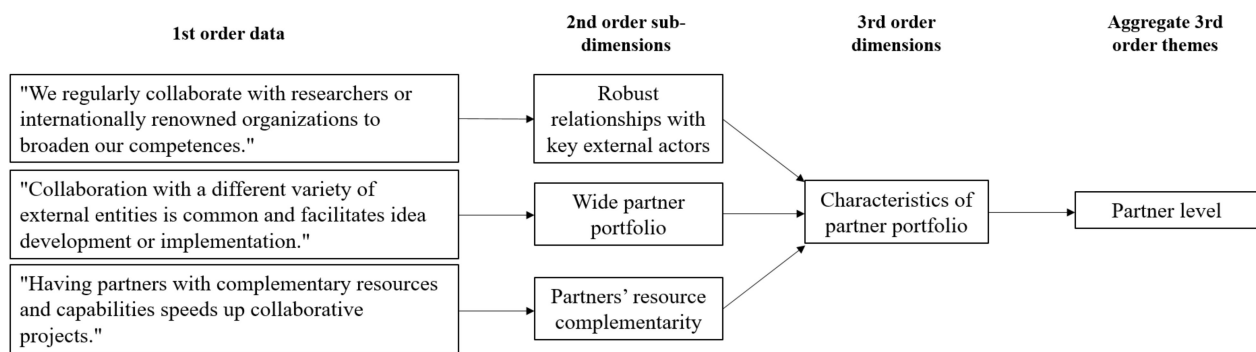 1st order data
2nd order sub-
dimensions
3rd order
dimensions
Aggregate 3rd
order themes
"We regularly collaborate with researchers or
internationally renowned organizations to
broaden our competences."
Robust
relationships with
key external actors
"Collaboration with a different variety of
external entities is common and facilitates idea
development or implementation."
Wide partner
portfolio
Characteristics of
partner portfolio
Partner level
"Having partners with complementary resources
and capabilities speeds up collaborative
projects."
Partners’ resource
complementarity